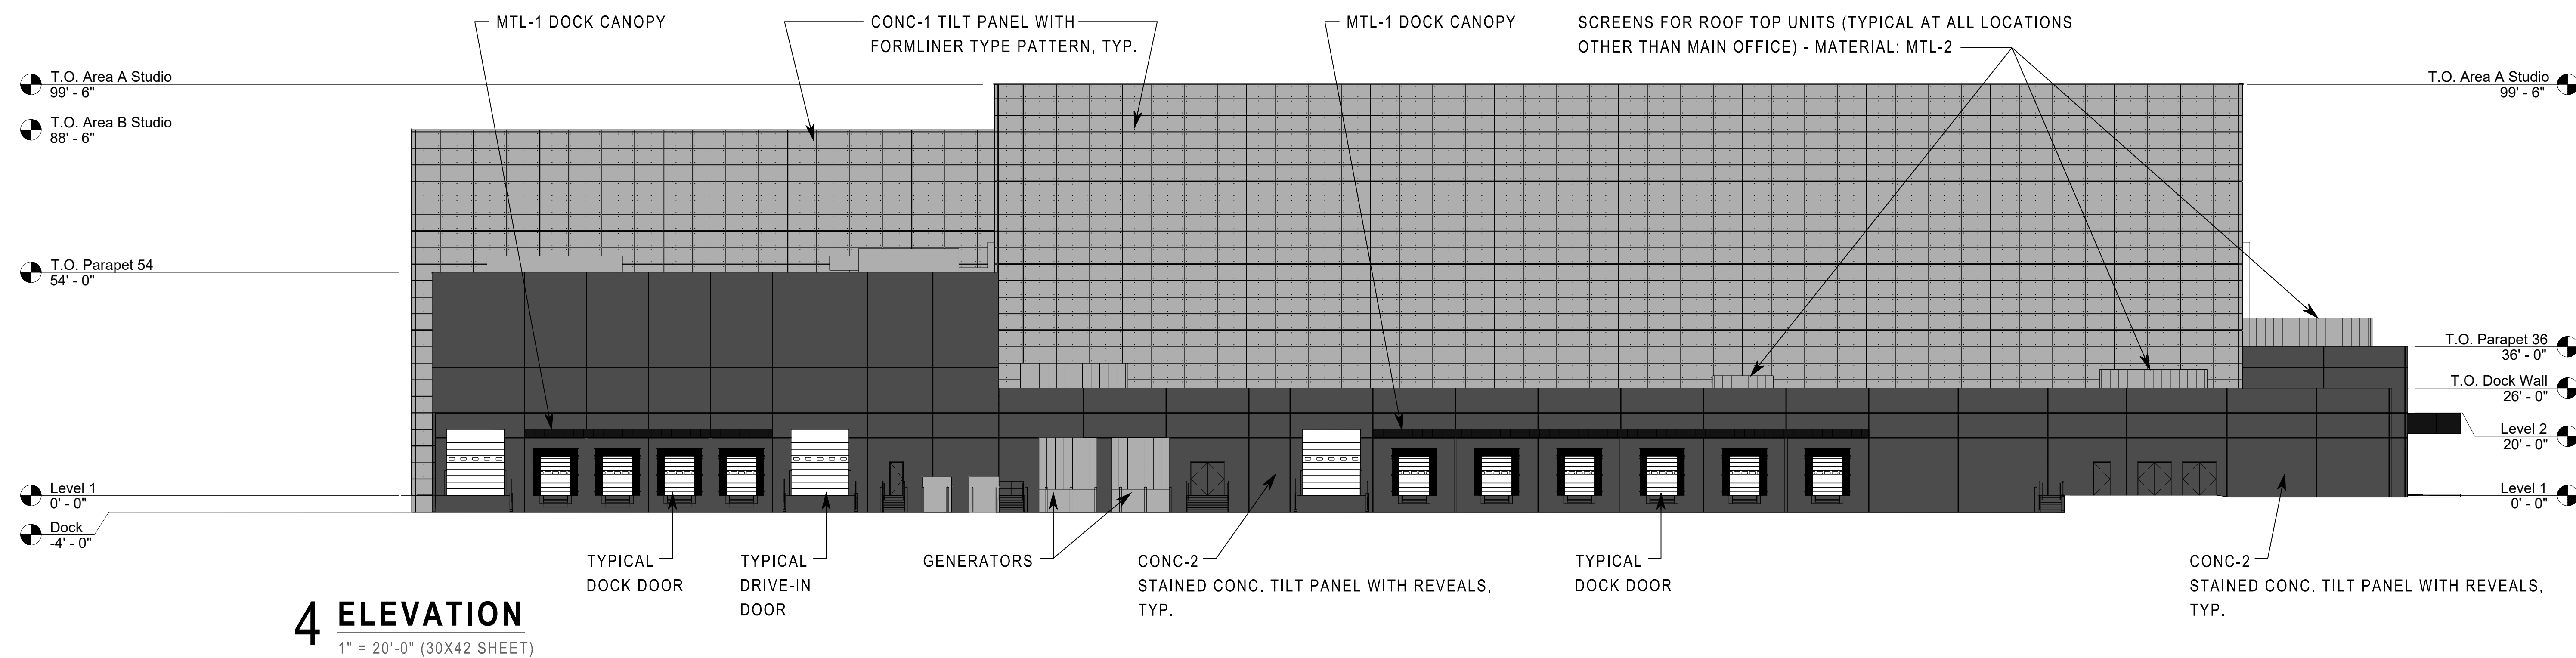 MTL-1 DOCK CANOPY
CONC-1 TILT PANEL WITH
FORMLINER TYPE PATTERN, TYP.
MTL-1 DOCK CANOPY
SCREENS FOR ROOF TOP UNITS (TYPICAL AT ALL LOCATIONS
OTHER THAN MAIN OFFICE) - MATERIAL: MTL-2
T.O. Area A Studio
99' - 6"
T.O. Area B Studio
88' - 6"
T.O. Parapet 54
54' - 0"
Level 1
0' - 0"
Dock
-4' - 0"
T.O. Area A Studio
99' - 6"
T.O. Parapet 36
36' - 0"
T.O. Dock Wall
26' - 0"
Level 2
20' - 0"
Level 1
0' - 0"
TYPICAL
DOCK DOOR
TYPICAL
DRIVE-IN
DOOR
GENERATORS
CONC-2
STAINED CONC. TILT PANEL WITH REVEALS,
TYP.
TYPICAL
DOCK DOOR
CONC-2
STAINED CONC. TILT PANEL WITH REVEALS,
TYP.
4 ELEVATION
1" = 20'-0" (30X42 SHEET)